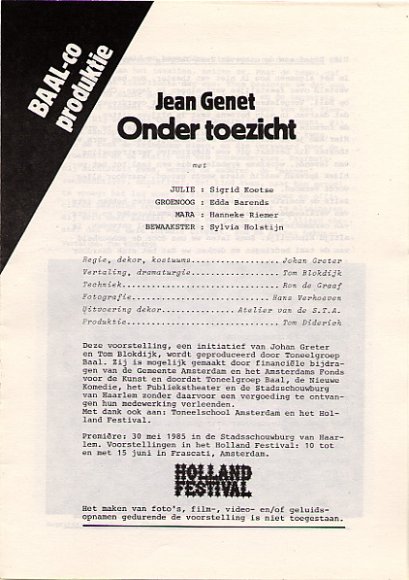 BAAL-co
produktie
Jean Genet
Onder toezicht
met
JULIE : Sigrid Koetse
GROENOOG : Edda Barends
MARA : Hanneke Riemer
BEWAAKSTER : Sylvia Holstijn
Regie, dekor, kostuums.................. Johan Greter
Vertaling, dramaturgie.................. Tom Blokdijk
Techniek................................ Ron de Graaf
Fotografie............................ Hans Verhoeven
Uitvoering dekor............... Atelier van de S.T.A.
Produktie............................... Tom Diderich
Deze voorstelling, een initiatief van Johan Greter
en Tom Blokdijk, wordt geproduceerd door Toneelgroep
Baal. Zij is mogelijk gemaakt door financiële bijdra-
gen van de Gemeente Amsterdam en het Amsterdams Fonds
voor de Kunst en doordat Toneelgroep Baal, de Nieuwe
Komedie, het Publiekstheater en de Stadsschouwburg
van Haarlem zonder daarvoor een vergoeding te ontvan-
gen hun medewerking verleenden.
Met dank ook aan: Toneelschool Amsterdam en het Hol-
land Festival.
Première: 30 mei 1985 in de Stadsschouwburg van Haar-
lem. Voorstellingen in het Holland Festival: 10 tot
en met 15 juni in Frascati, Amsterdam.
HOLLAND
FESTIVAL
Het maken van foto's, film-, video- en/of geluids-
opnamen gedurende de voorstelling is niet toegestaan.